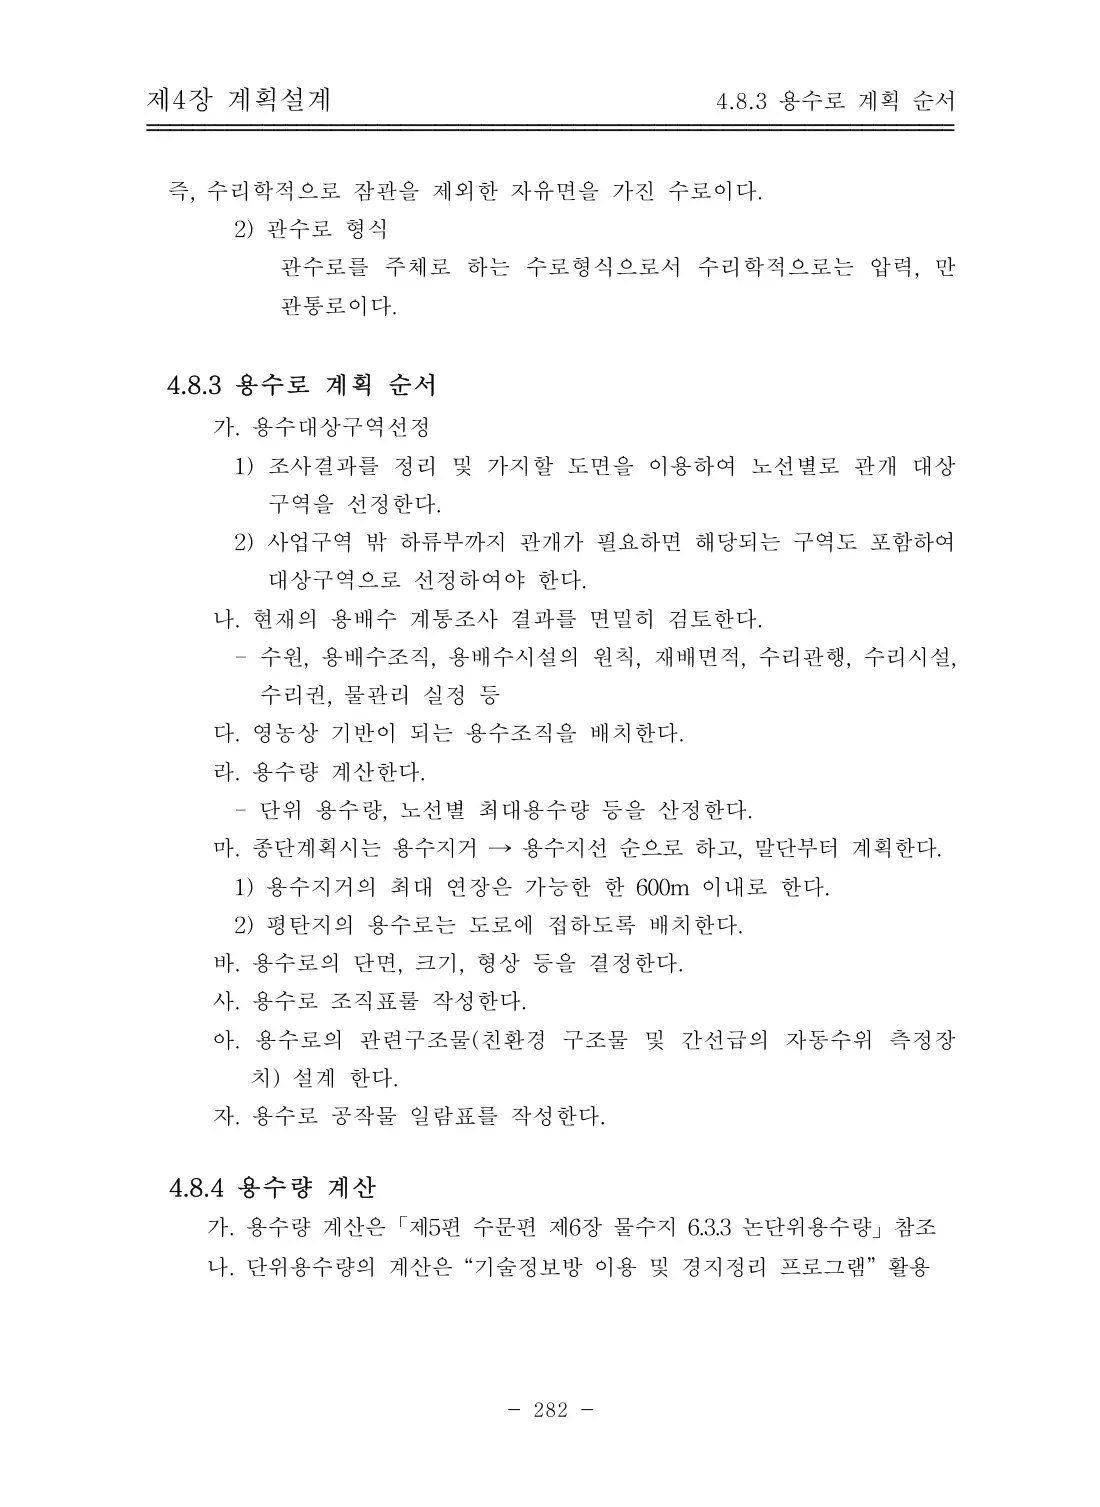 제4장 계획설계
4.8.3 용수로 계획 순서
즉, 수리학적으로 잠관을 제외한 자유면을 가진 수로이다.
2) 관수로 형식
관수로를 주체로 하는 수로형식으로서 수리학적으로는 압력, 만
관통로이다.
4.8.3 용수로 계획 순서
가. 용수대상구역선정
1) 조사결과를 정리 및 가지할 도면을 이용하여 노선별로 관개 대상
구역을 선정한다.
2) 사업구역 밖 하류부까지 관개가 필요하면 해당되는 구역도 포함하여
대상구역으로 선정하여야 한다.
나. 현재의 용배수 계통조사 결과를 면밀히 검토한다.
- 수원, 용배수조직, 용배수시설의 원칙, 재배면적, 수리관행, 수리시설,
수리권, 물관리 실정 등
다. 영농상 기반이 되는 용수조직을 배치한다.
라. 용수량 계산한다.
- 단위 용수량, 노선별 최대용수량 등을 산정한다.
마. 종단계획시는 용수지거 → 용수지선 순으로 하고, 말단부터 계획한다.
1) 용수지거의 최대 연장은 가능한 한 600m 이내로 한다.
2) 평탄지의 용수로는 도로에 접하도록 배치한다.
바. 용수로의 단면, 크기, 형상 등을 결정한다.
사. 용수로 조직표룰 작성한다.
아. 용수로의 관련구조물(친환경 구조물 및 간선급의 자동수위 측정장
치) 설계 한다.
자. 용수로 공작물 일람표를 작성한다.
4.8.4 용수량 계산
가. 용수량 계산은「제5편 수문편 제6장 물수지 6.3.3 논단위용수량」참조
나. 단위용수량의 계산은 “기술정보방 이용 및 경지정리 프로그램” 활용
- 282 -